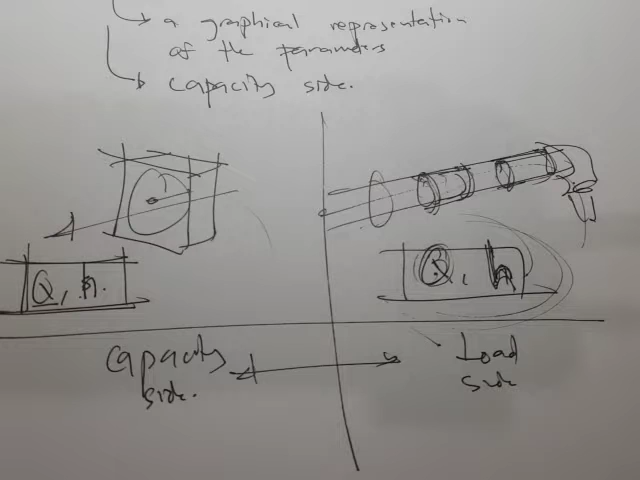 a graphical representation
of the parameters
capacity side.
Q, h.
Q, h
Capacity
side.
Load
side